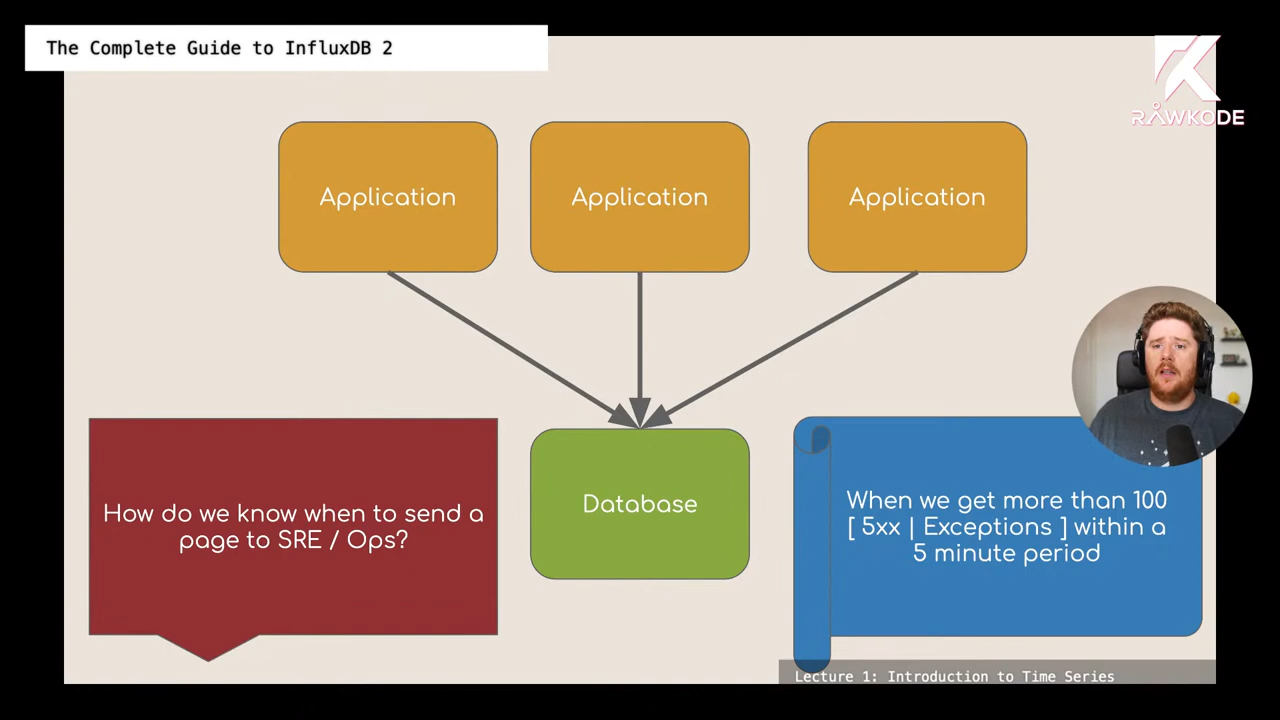 The Complete Guide to InfluxDB 2
RAWKODE
Application
Application
Application
How do we know when to send a
page to SRE / Ops?
Database
When we get more than 100
[ 5xx | Exceptions ] within a
5 minute period
Lecture 1: Introduction to Time Series